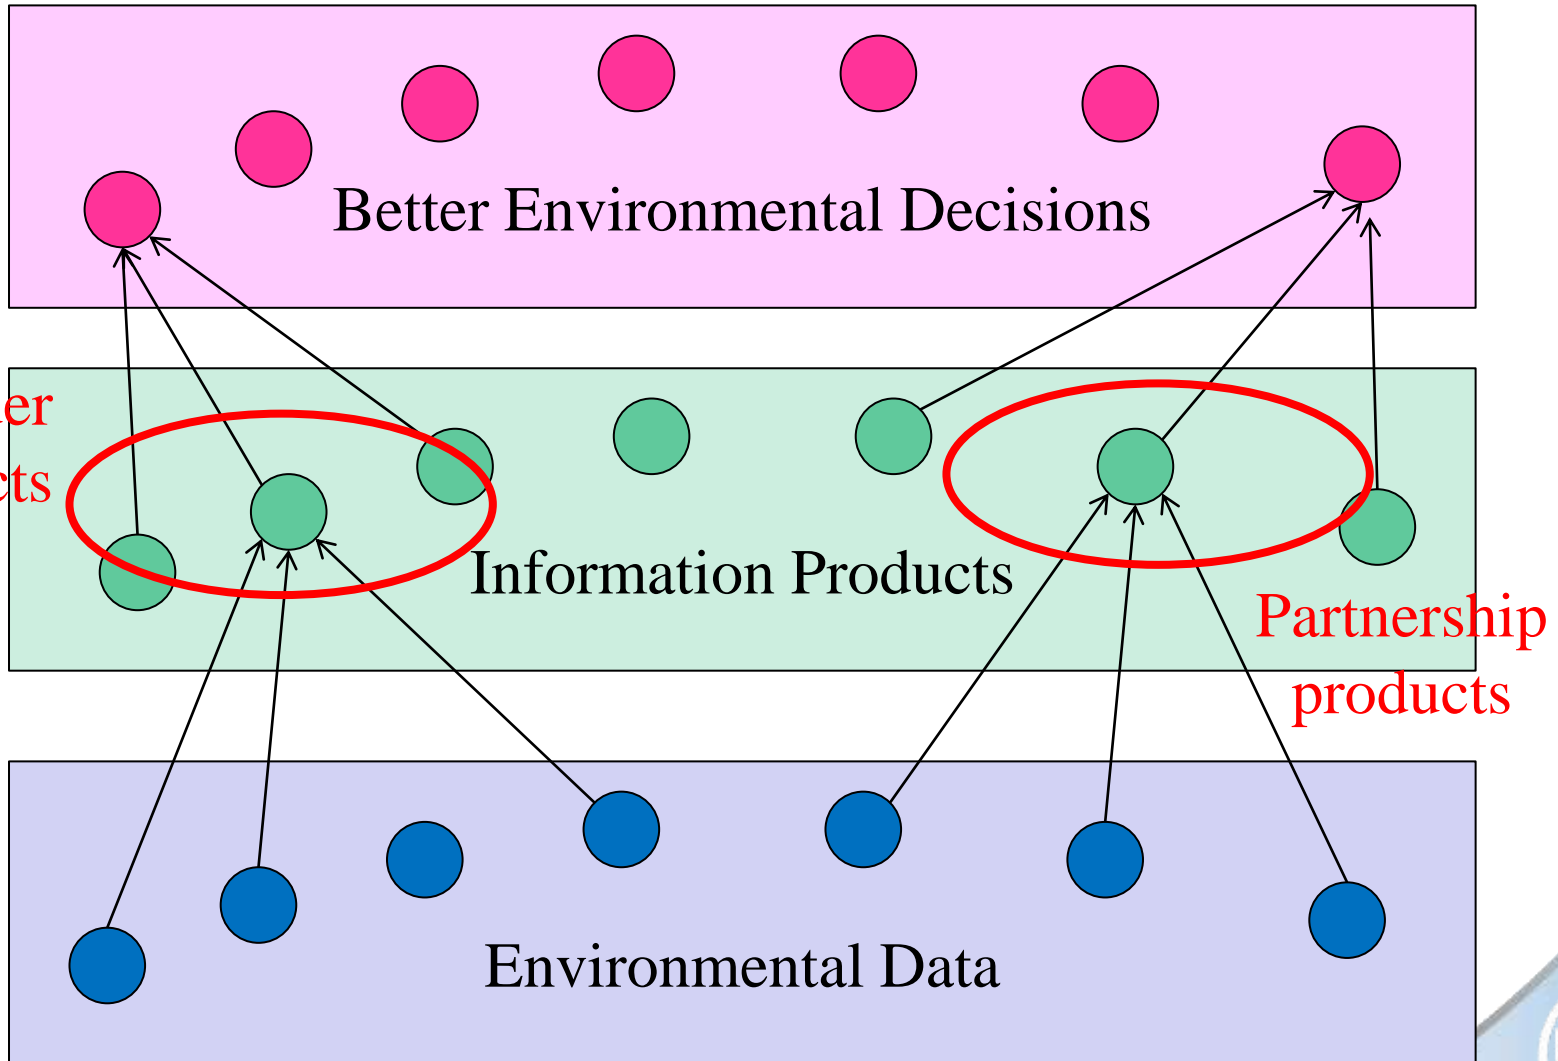 Better Environmental Decisions
Information Products
Partnership
products
Environmental Data